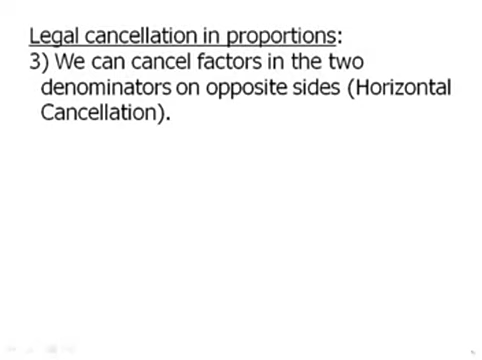 Legal cancellation in proportions:
3) We can cancel factors in the two
denominators on opposite sides (Horizontal
Cancellation).